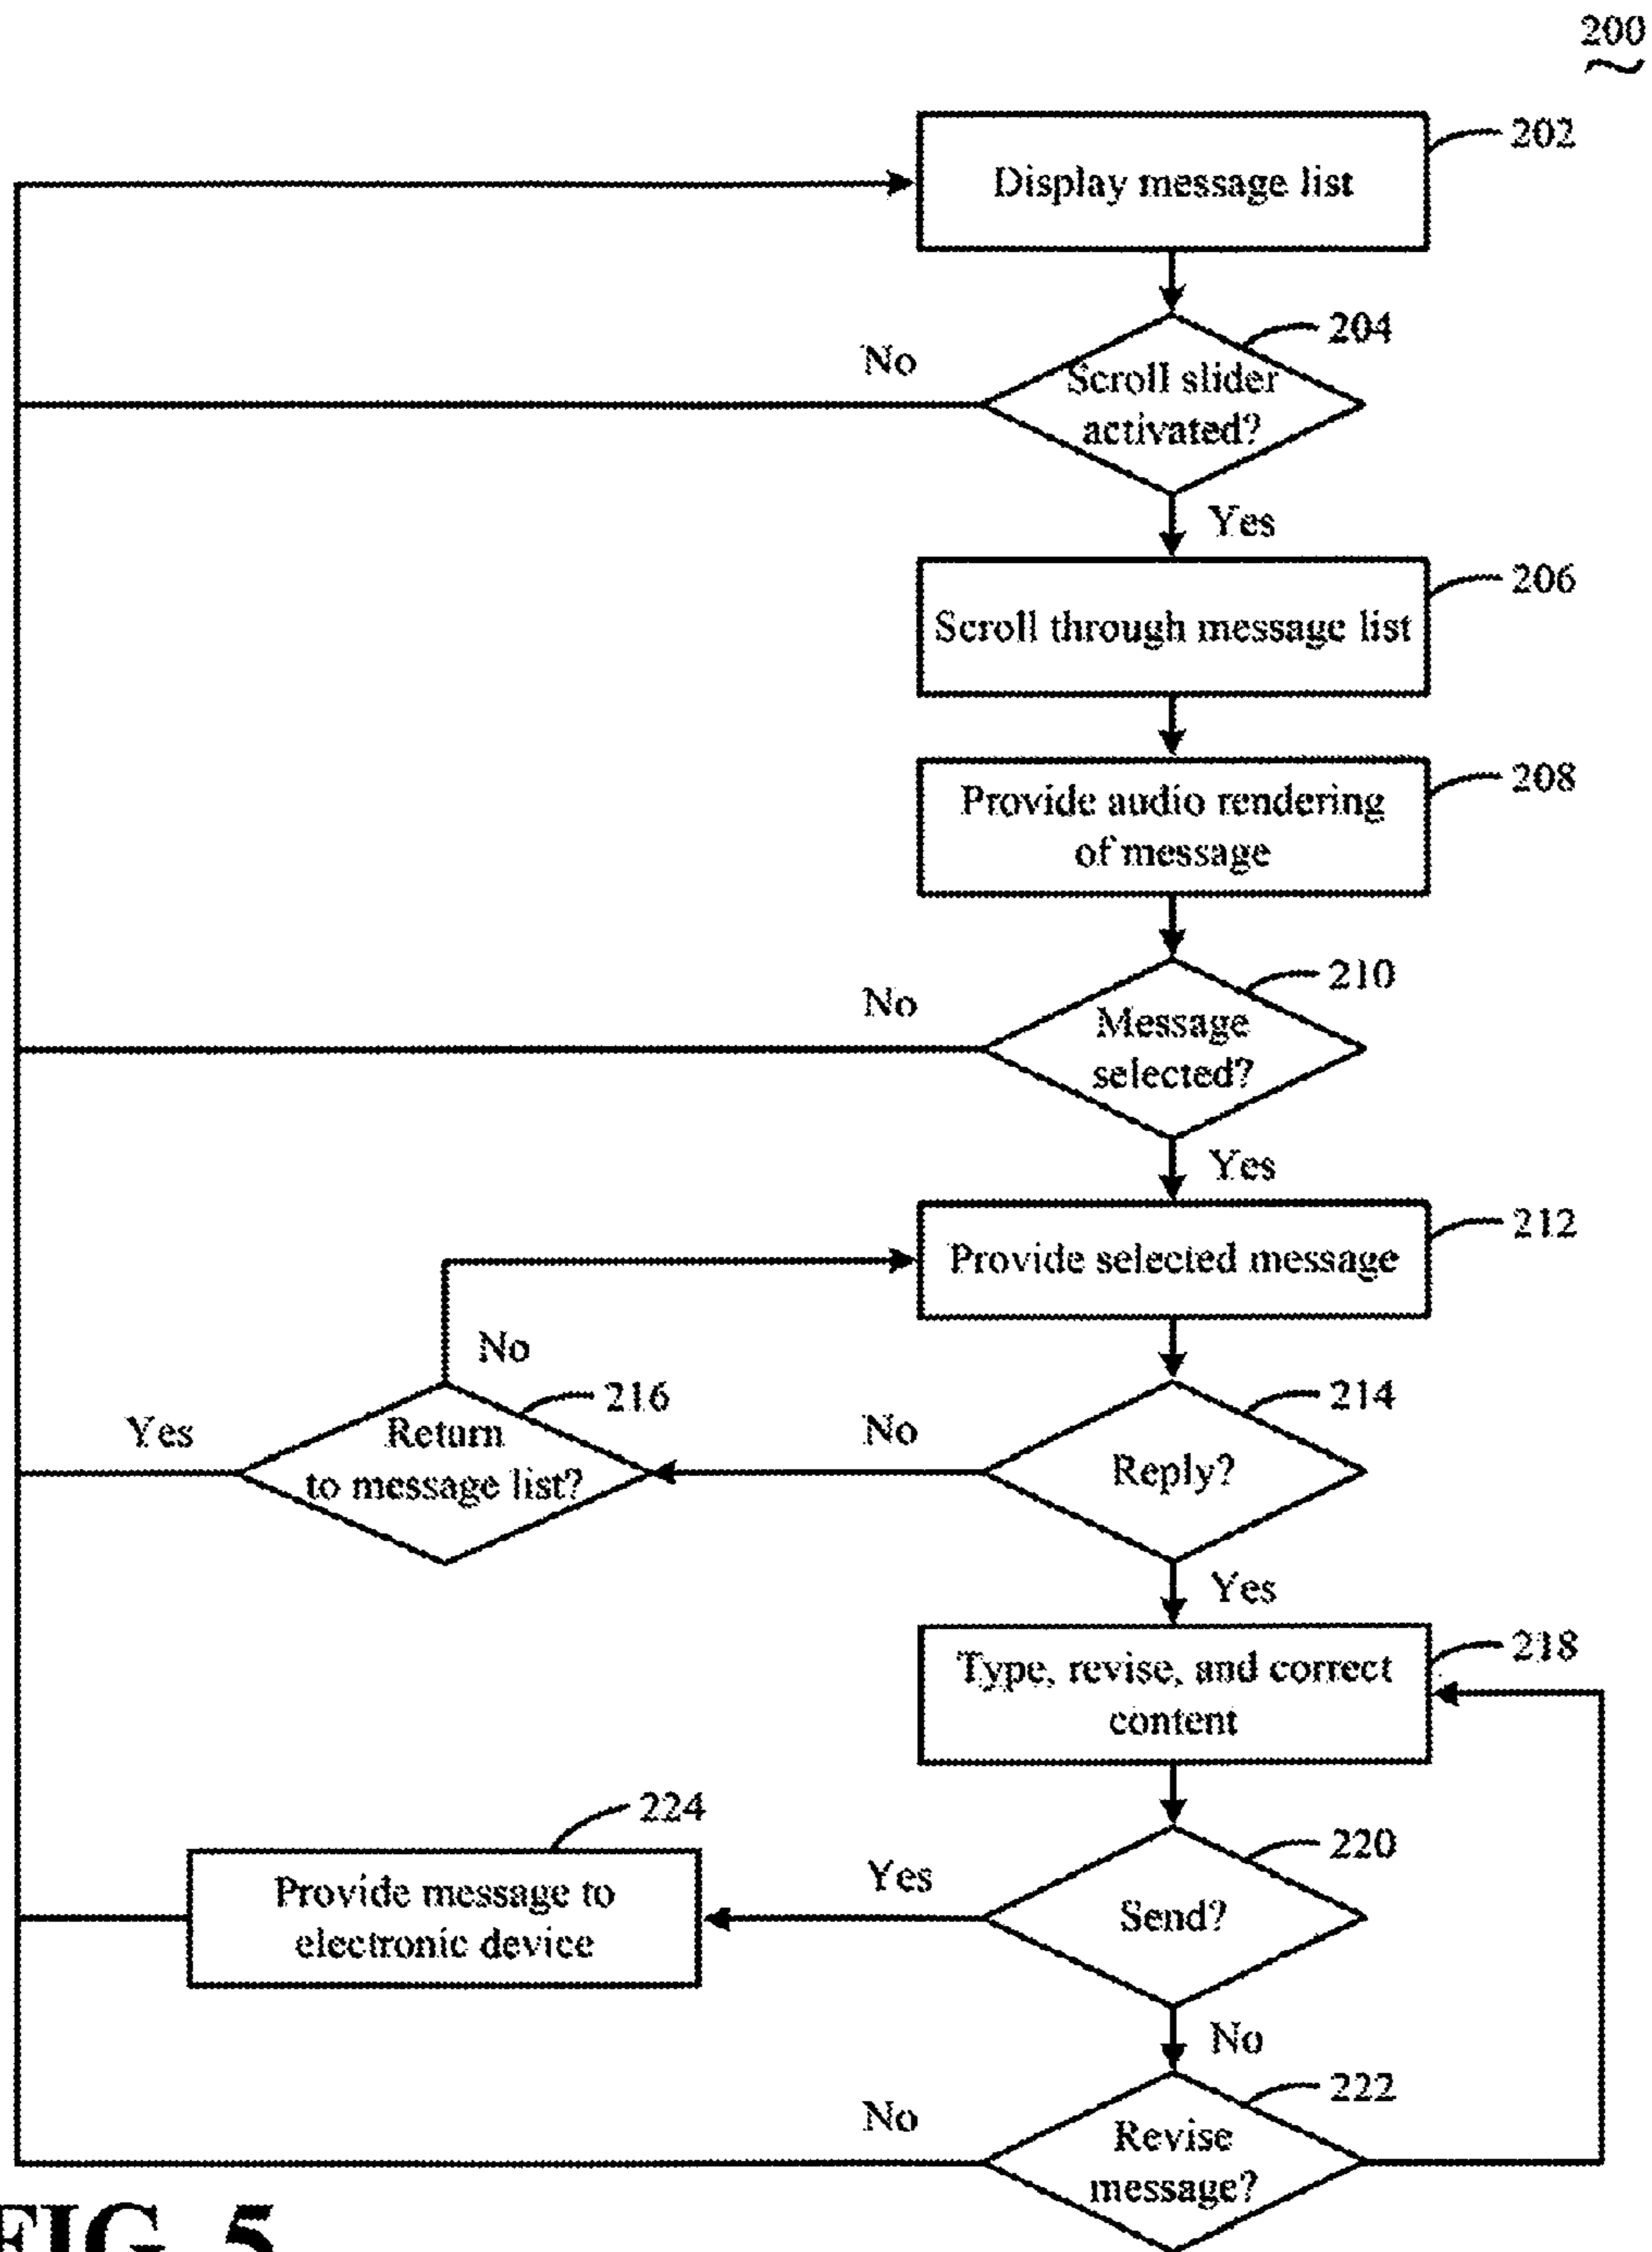 200
202
Display message list
204
No
Scroll slider
activated?
Yes
206
Scroll through message list
208
Provide audio rendering
of message
210
No
Message
selected?
Yes
212
Provide selected message
No
216
214
Yes
Return
to message list?
No
Reply?
Yes
218
Type, revise, and correct
content
224
220
Provide message to
electronic device
Yes
Send?
No
222
No
Revise
message?
FIG. 5